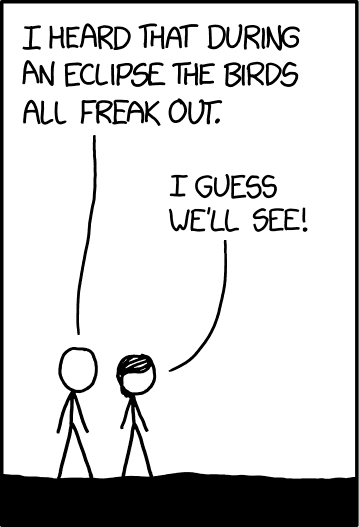 I HEARD THAT DURING
AN ECLIPSE THE BIRDS
ALL FREAK OUT.
I GUESS
WE'LL SEE!